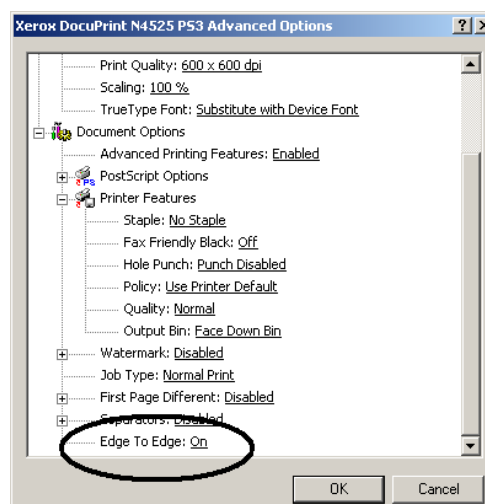 Xerox DocuPrint N4525 PS3 Advanced Options
Print Quality: 600 x 600 dpi
Scaling: 100 %
TrueType Font: Substitute with Device Font
Document Options
Advanced Printing Features: Enabled
PostScript Options
Printer Features
Staple: No Staple
Fax Friendly Black: Off
Hole Punch: Punch Disabled
Policy: Use Printer Default
Quality: Normal
Output Bin: Face Down Bin
Watermark: Disabled
Job Type: Normal Print
First Page Different: Disabled
Separators: Disabled
Edge To Edge: On
OK Cancel